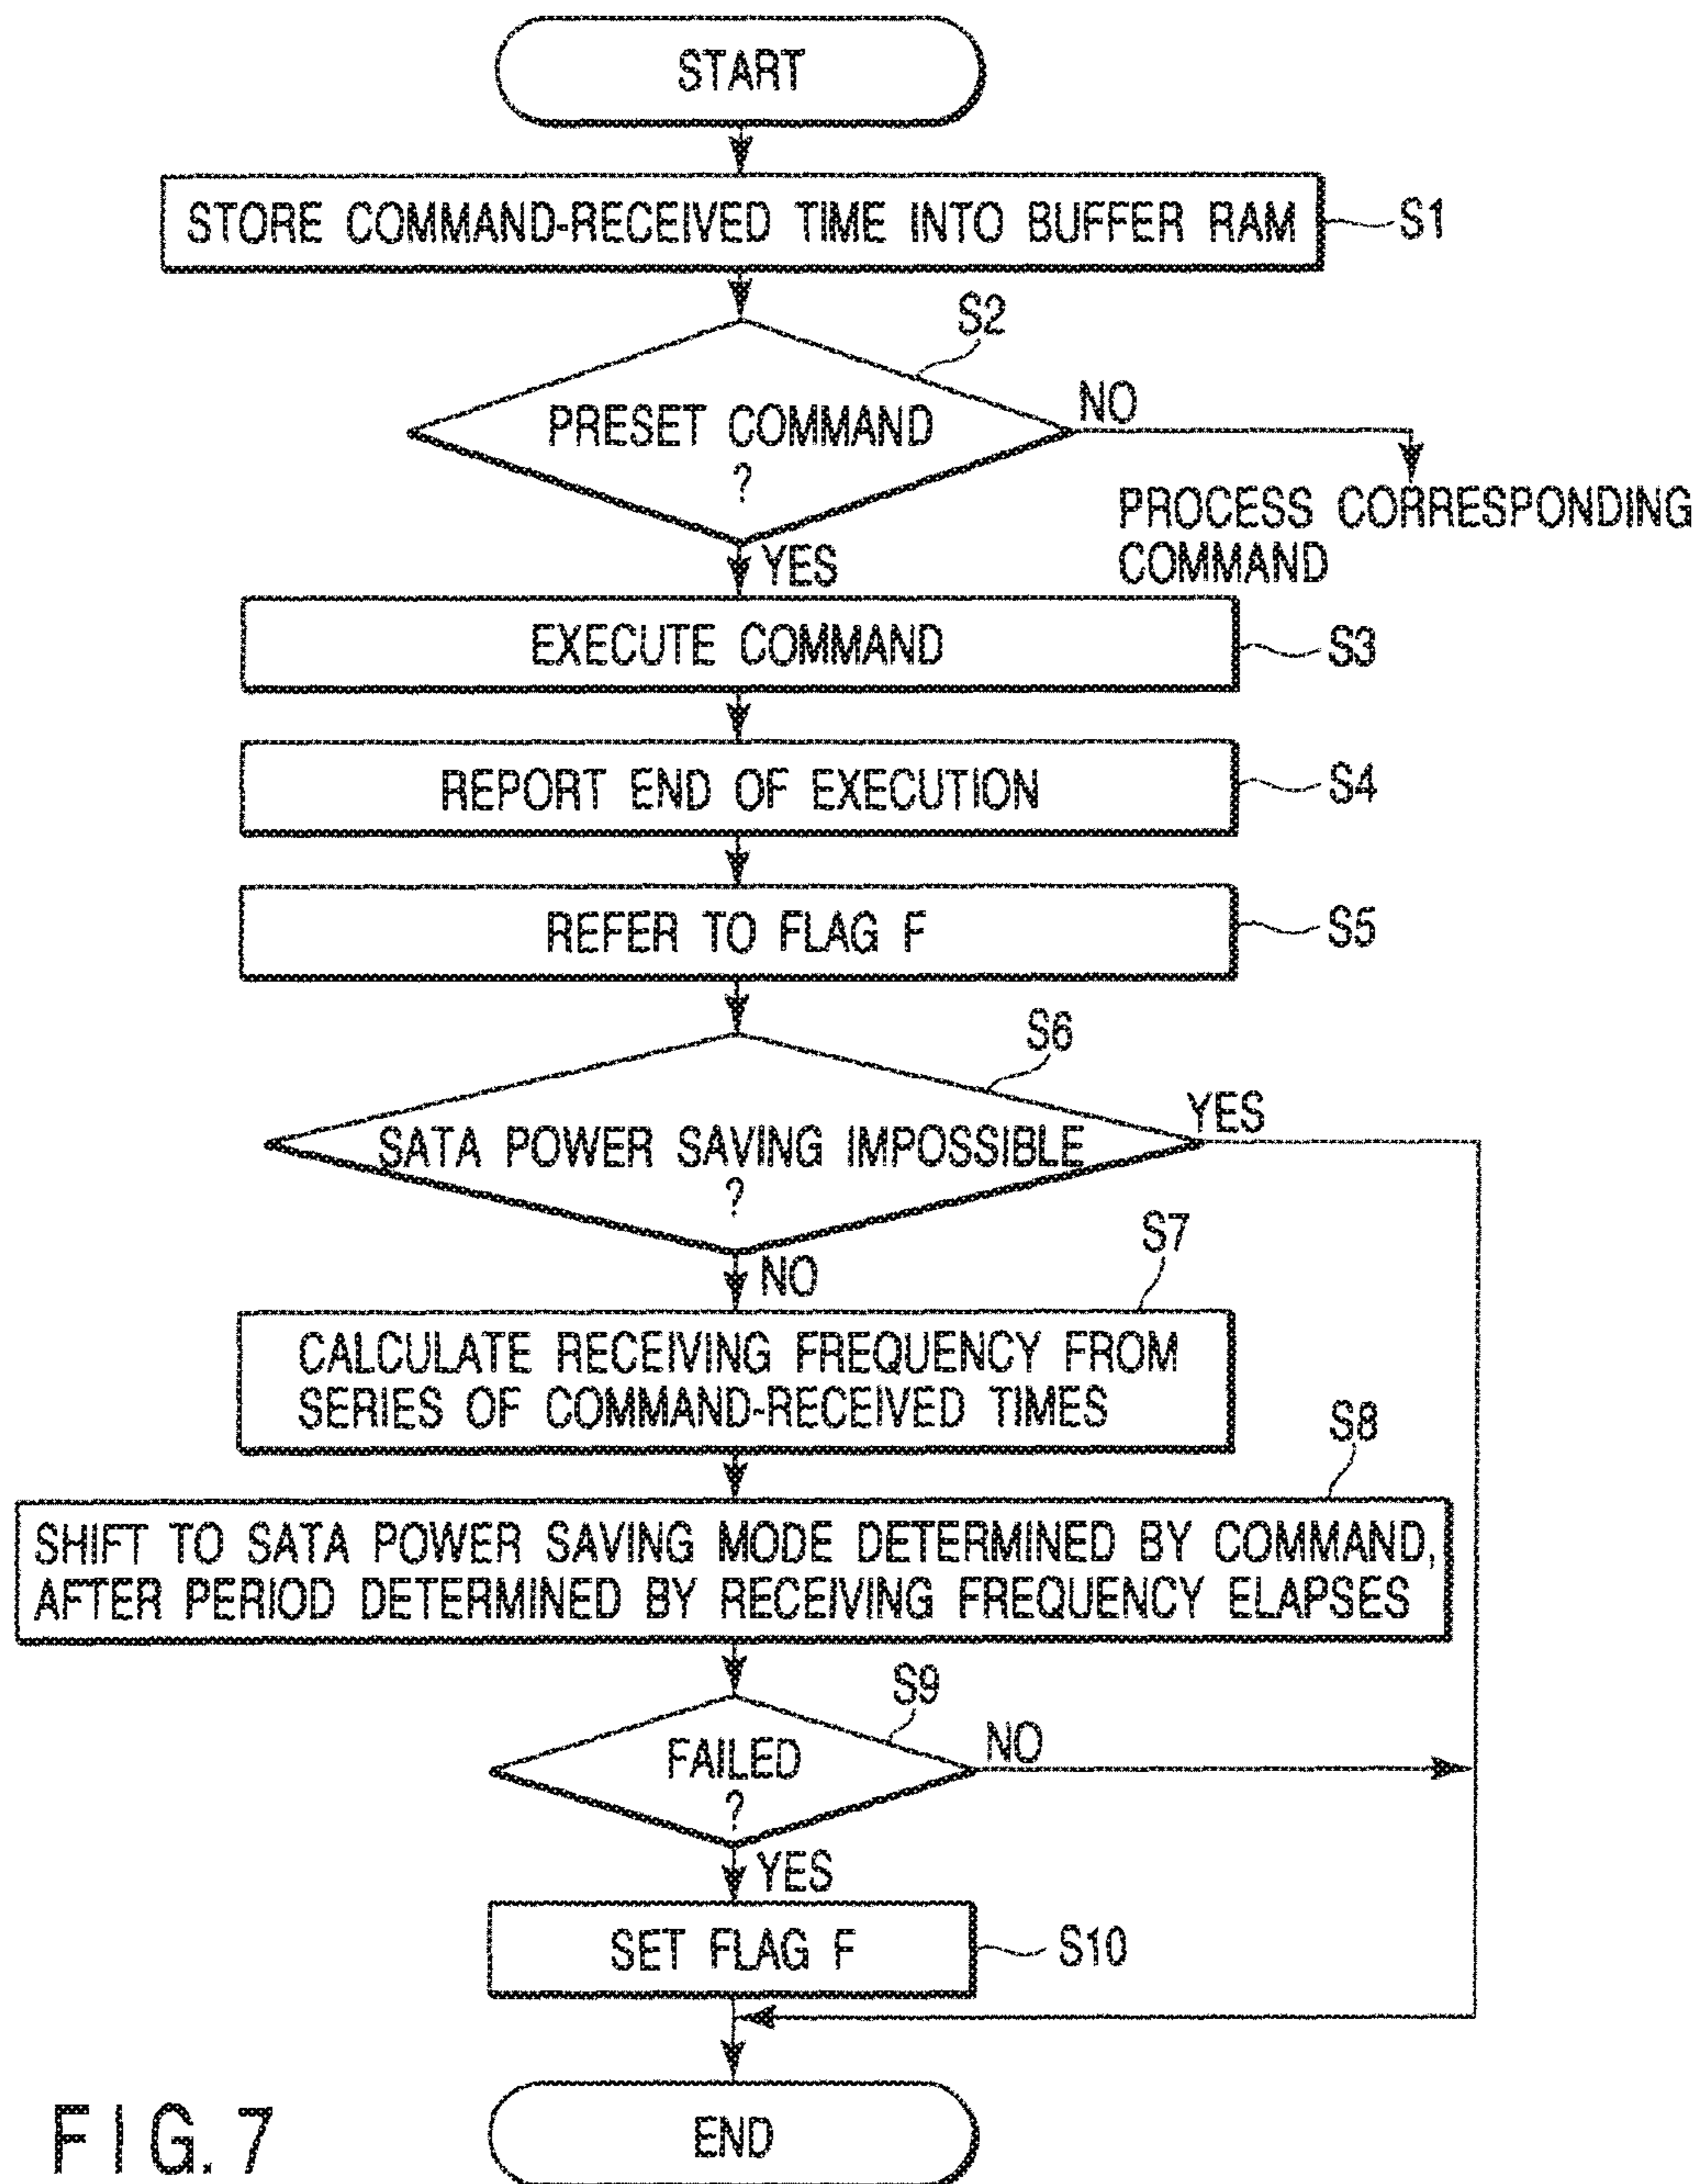 START
STORE COMMAND-RECEIVED TIME INTO BUFFER RAM
S1
S2
PRESET COMMAND
?
NO
PROCESS CORRESPONDING
COMMAND
YES
EXECUTE COMMAND
S3
REPORT END OF EXECUTION
S4
REFER TO FLAG F
S5
S6
SATA POWER SAVING IMPOSSIBLE
?
YES
NO
S7
CALCULATE RECEIVING FREQUENCY FROM
SERIES OF COMMAND-RECEIVED TIMES
S8
SHIFT TO SATA POWER SAVING MODE DETERMINED BY COMMAND,
AFTER PERIOD DETERMINED BY RECEIVING FREQUENCY ELAPSES
S9
FAILED
?
NO
YES
SET FLAG F
S10
END
FIG. 7